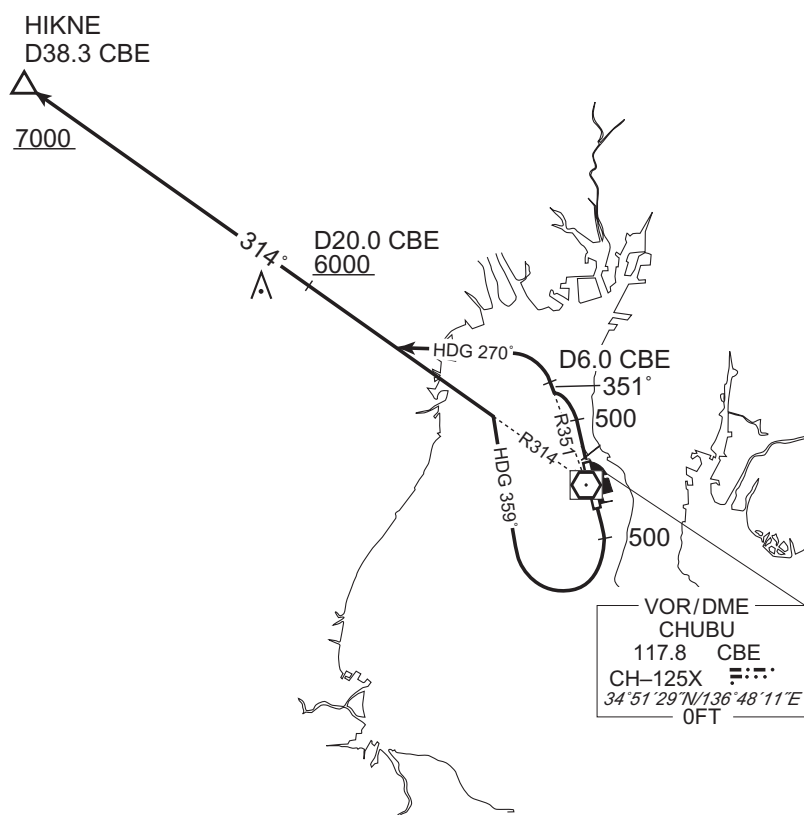 HIKNE
D38.3 CBE
7000
314°
D20.0 CBE
6000
HDG 270°
D6.0 CBE
351°
500
R351
R314
HDG 359°
500
VOR/DME
CHUBU
117.8 CBE
CH–125X
34°51′29″N/136°48′11″E
0FT